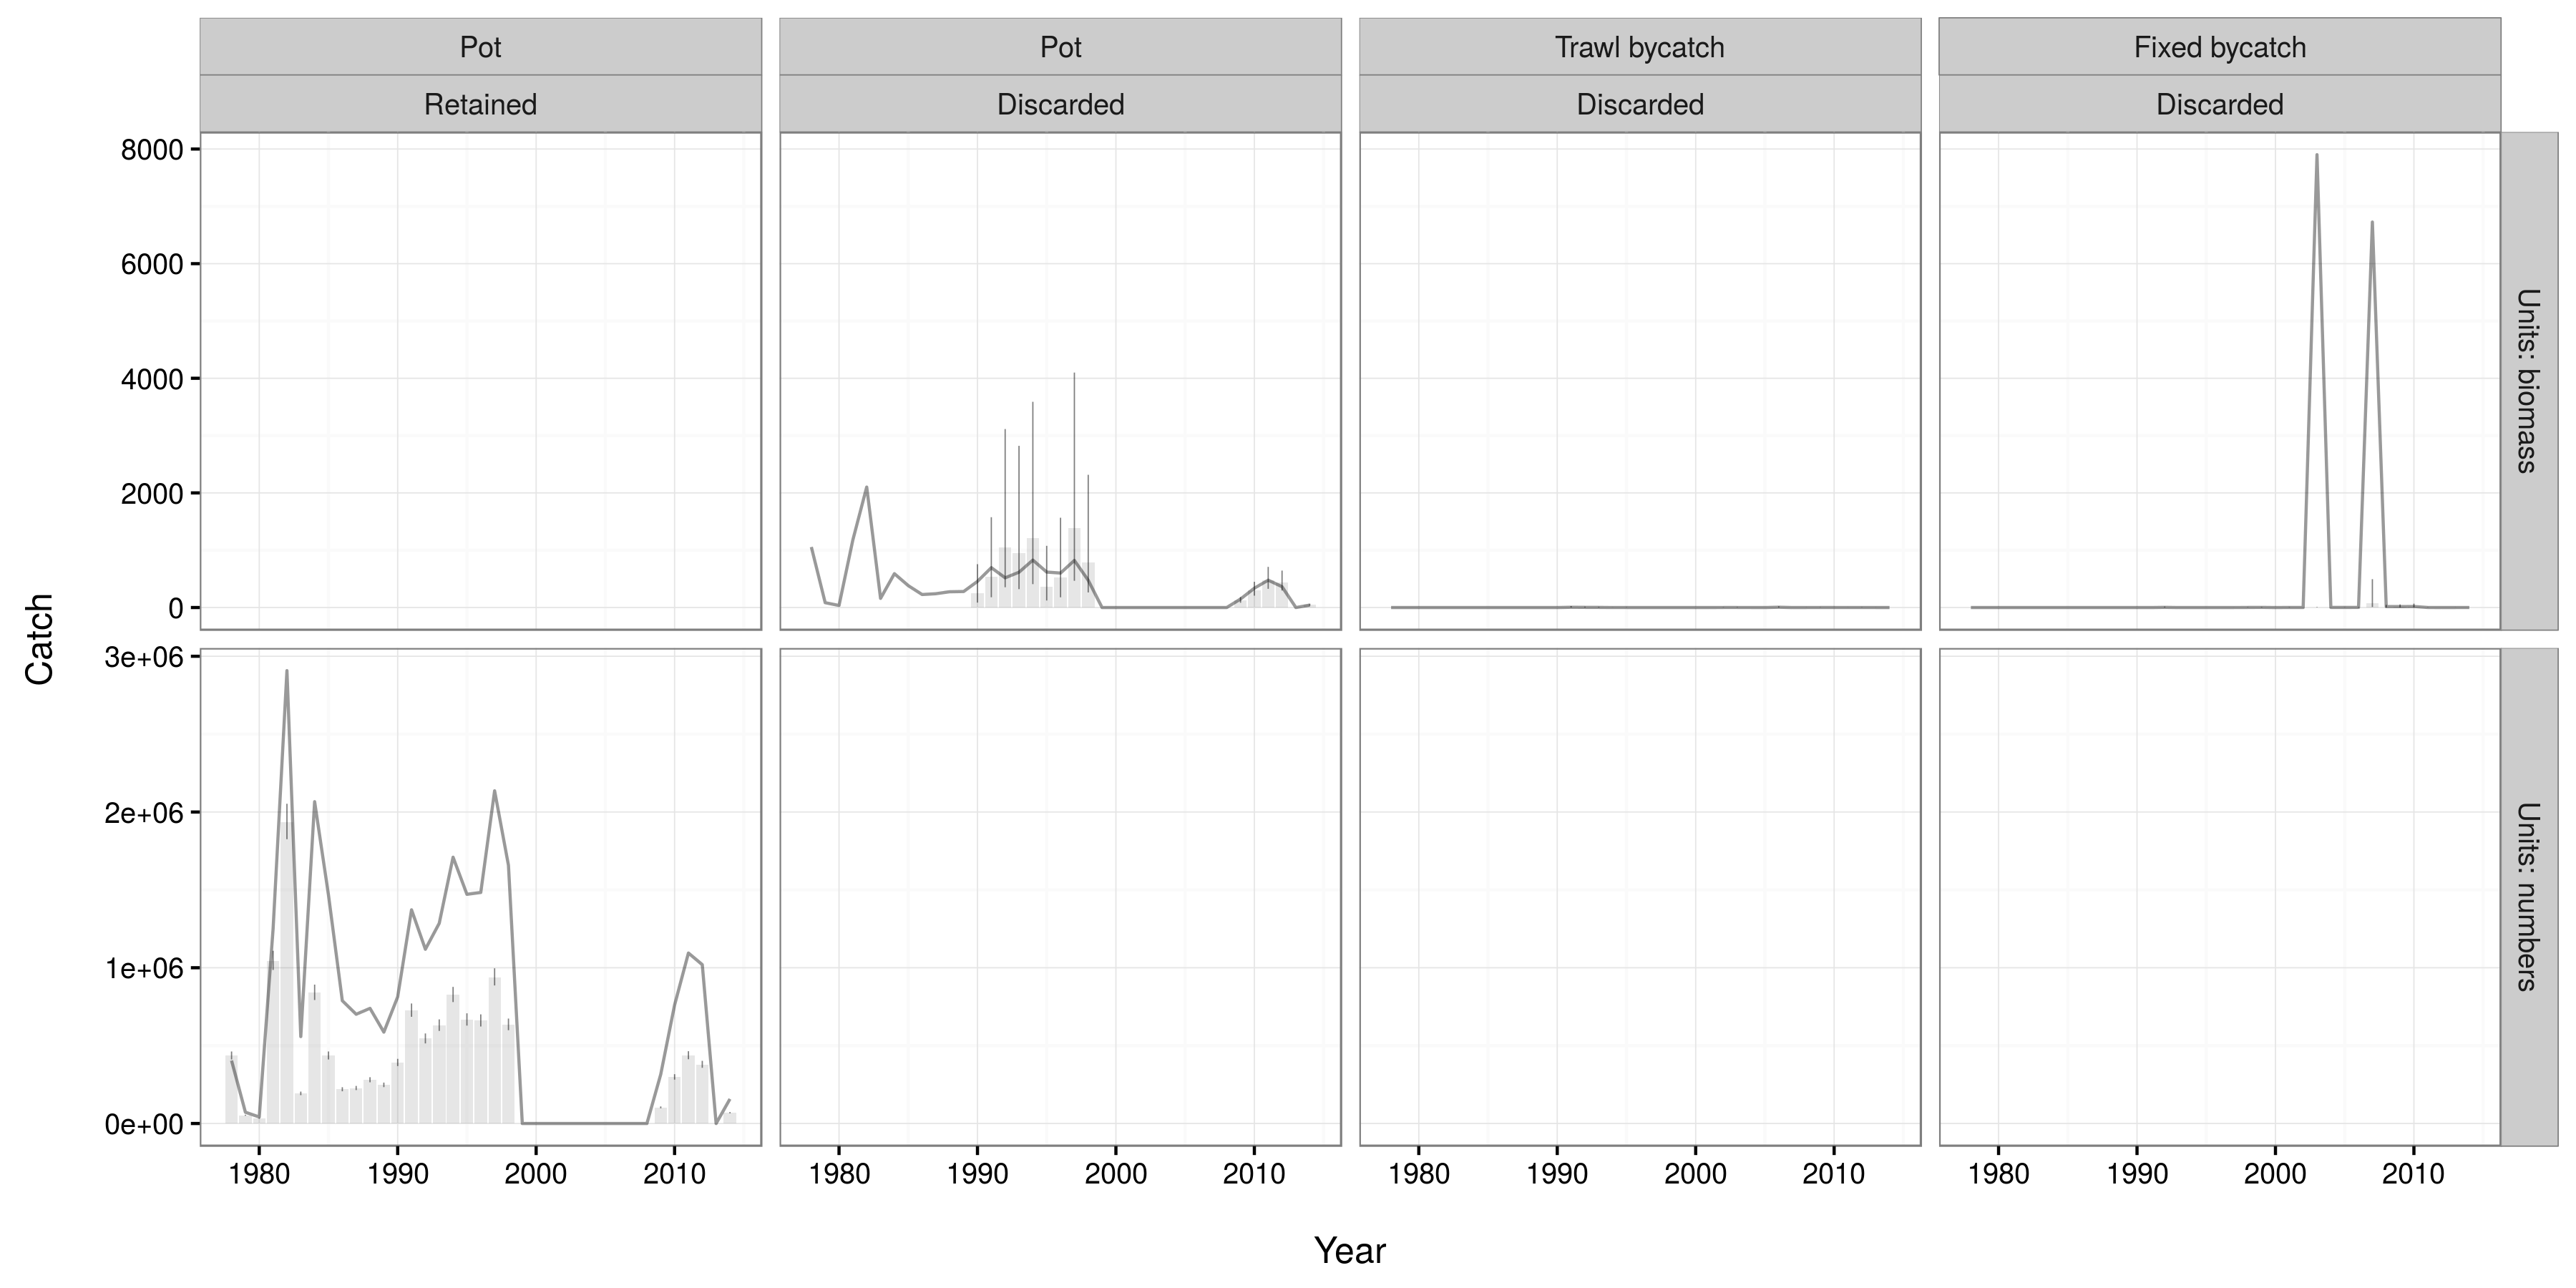 Pot
Pot
Trawl bycatch
Fixed bycatch
Retained
Discarded
Discarded
Discarded
8000
6000
4000
2000
0
Units: biomass
Catch
3e+06
2e+06
1e+06
0e+00
Units: numbers
1980 1990 2000 2010
1980 1990 2000 2010
1980 1990 2000 2010
1980 1990 2000 2010
Year